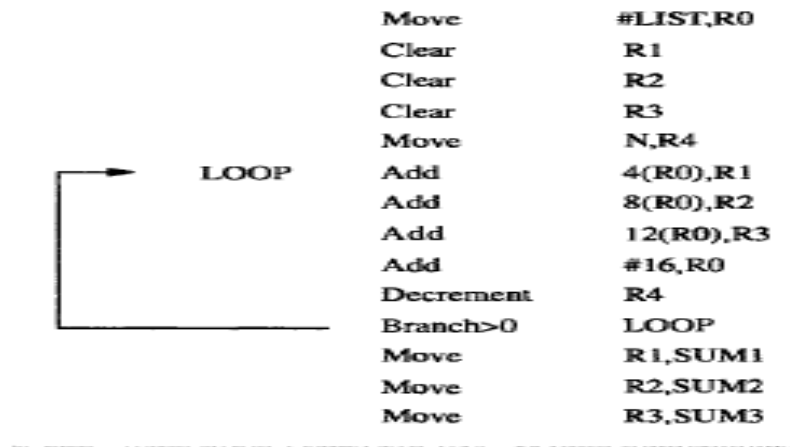 Move #LIST,R0
Clear R1
Clear R2
Clear R3
Move N,R4
LOOP Add 4(R0),R1
Add 8(R0),R2
Add 12(R0),R3
Add #16,R0
Decrement R4
Branch>0 LOOP
Move R1,SUM1
Move R2,SUM2
Move R3,SUM3